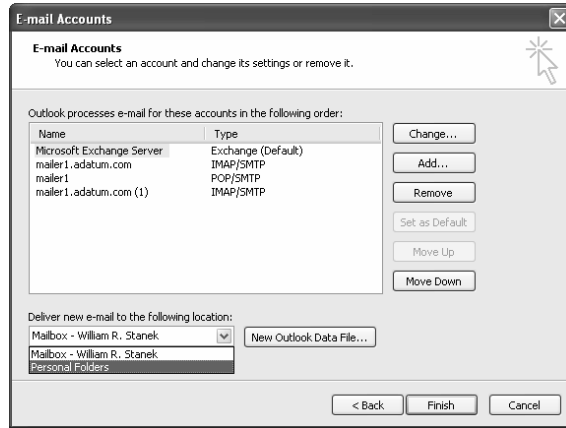 E-mail Accounts
E-mail Accounts
You can select an account and change its settings or remove it.
Outlook processes e-mail for these accounts in the following order:
Name Type
Microsoft Exchange Server Exchange (Default)
mailer1.adatum.com IMAP/SMTP
mailer1 POP/SMTP
mailer1.adatum.com (1) IMAP/SMTP
Change...
Add...
Remove
Set as Default
Move Up
Move Down
Deliver new e-mail to the following location:
Mailbox - William R. Stanek New Outlook Data File...
Mailbox - William R. Stanek
Personal Folders
< Back Finish Cancel